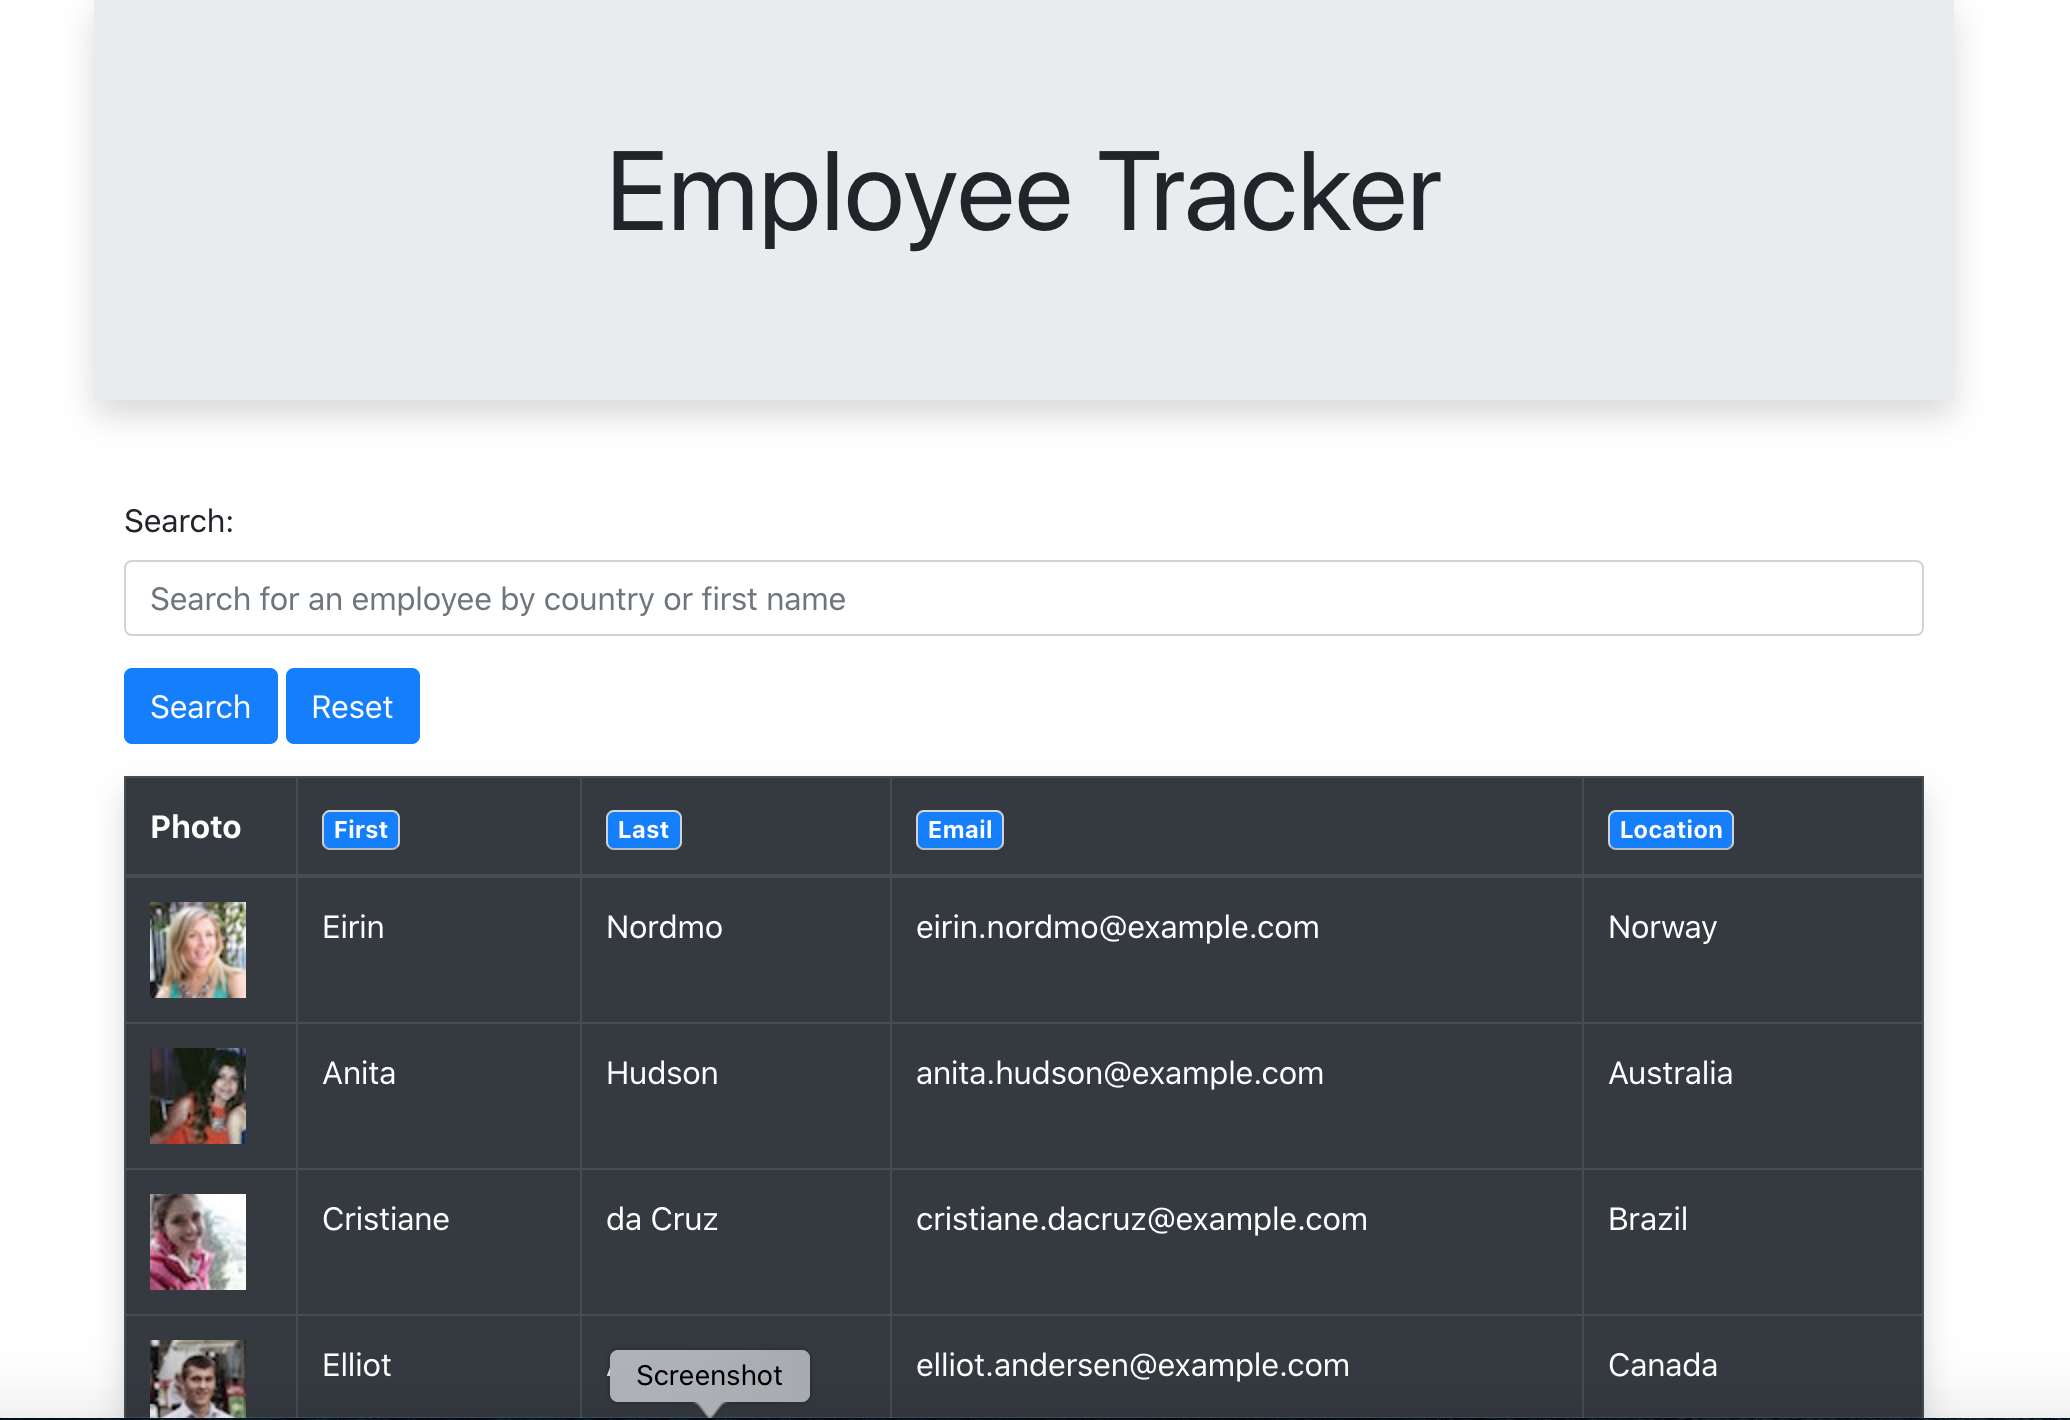 Employee Tracker
Search:
Search for an employee by country or first name
Search Reset
Photo First Last Email Location
Eirin Nordmo eirin.nordmo@example.com Norway
Anita Hudson anita.hudson@example.com Australia
Cristiane da Cruz cristiane.dacruz@example.com Brazil
Elliot elliot.andersen@example.com Canada
Screenshot